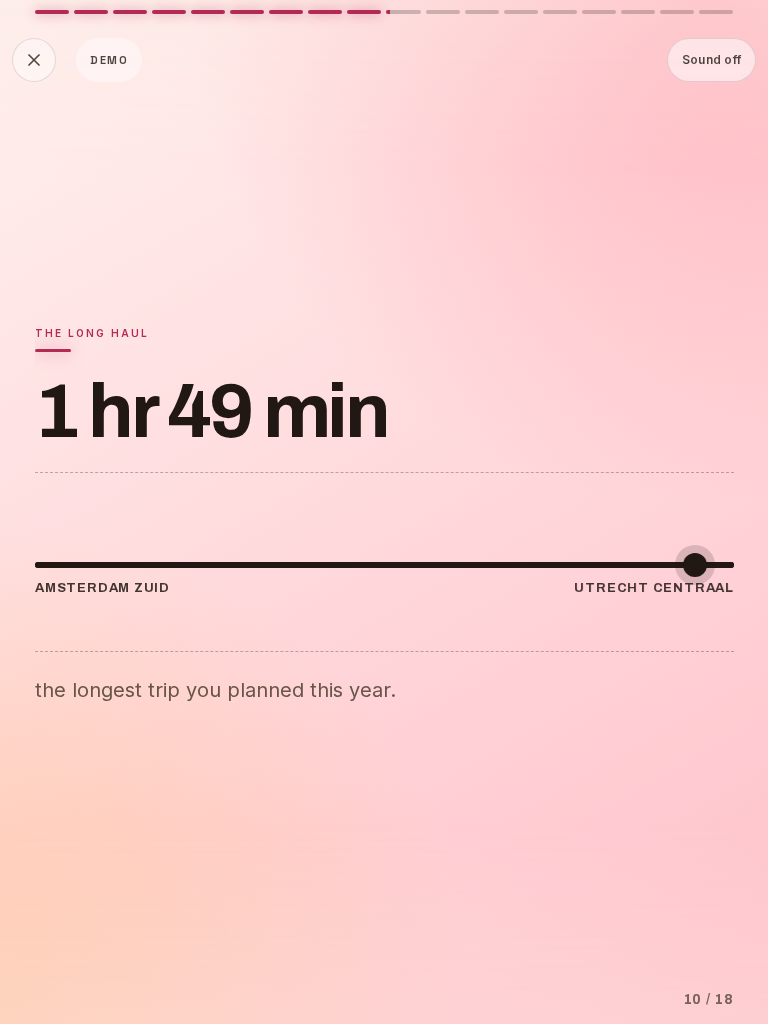 DEMO
Sound off
THE LONG HAUL
1 hr 49 min
AMSTERDAM ZUID
UTRECHT CENTRAAL
the longest trip you planned this year.
10 / 18